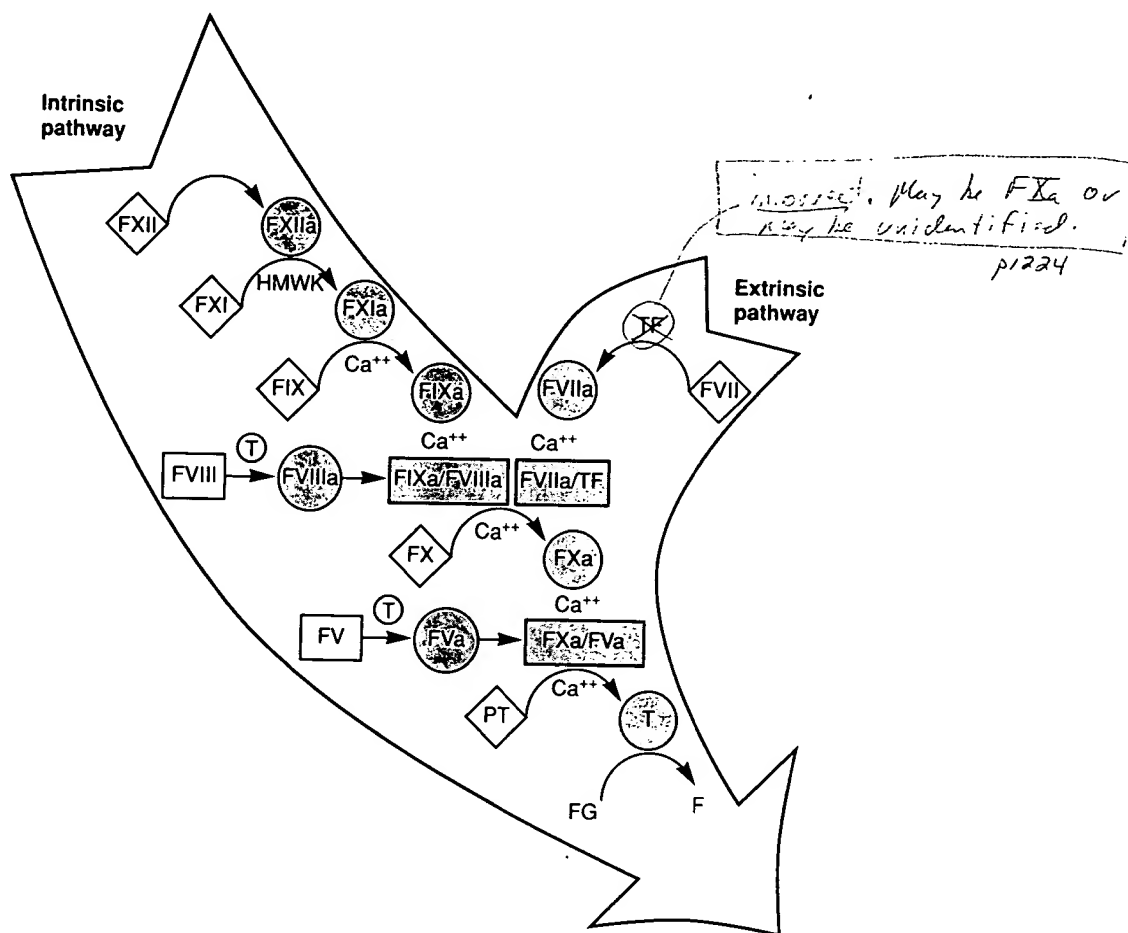 Intrinsic
pathway
May be FXa or
may be unidentified.
p1224
FXII
FXIIa
HMWK
FXI
FXIa
Extrinsic
pathway
TF
Ca++
FIX
FIXa
FVIIa
FVII
Ca++
Ca++
T
FVIII
FVIIIa
FIXa/FVIIIa
FVIIa/TF
FX
Ca++
FXa
Ca++
T
FV
FVa
FXa/FVa
PT
Ca++
T
FG
F